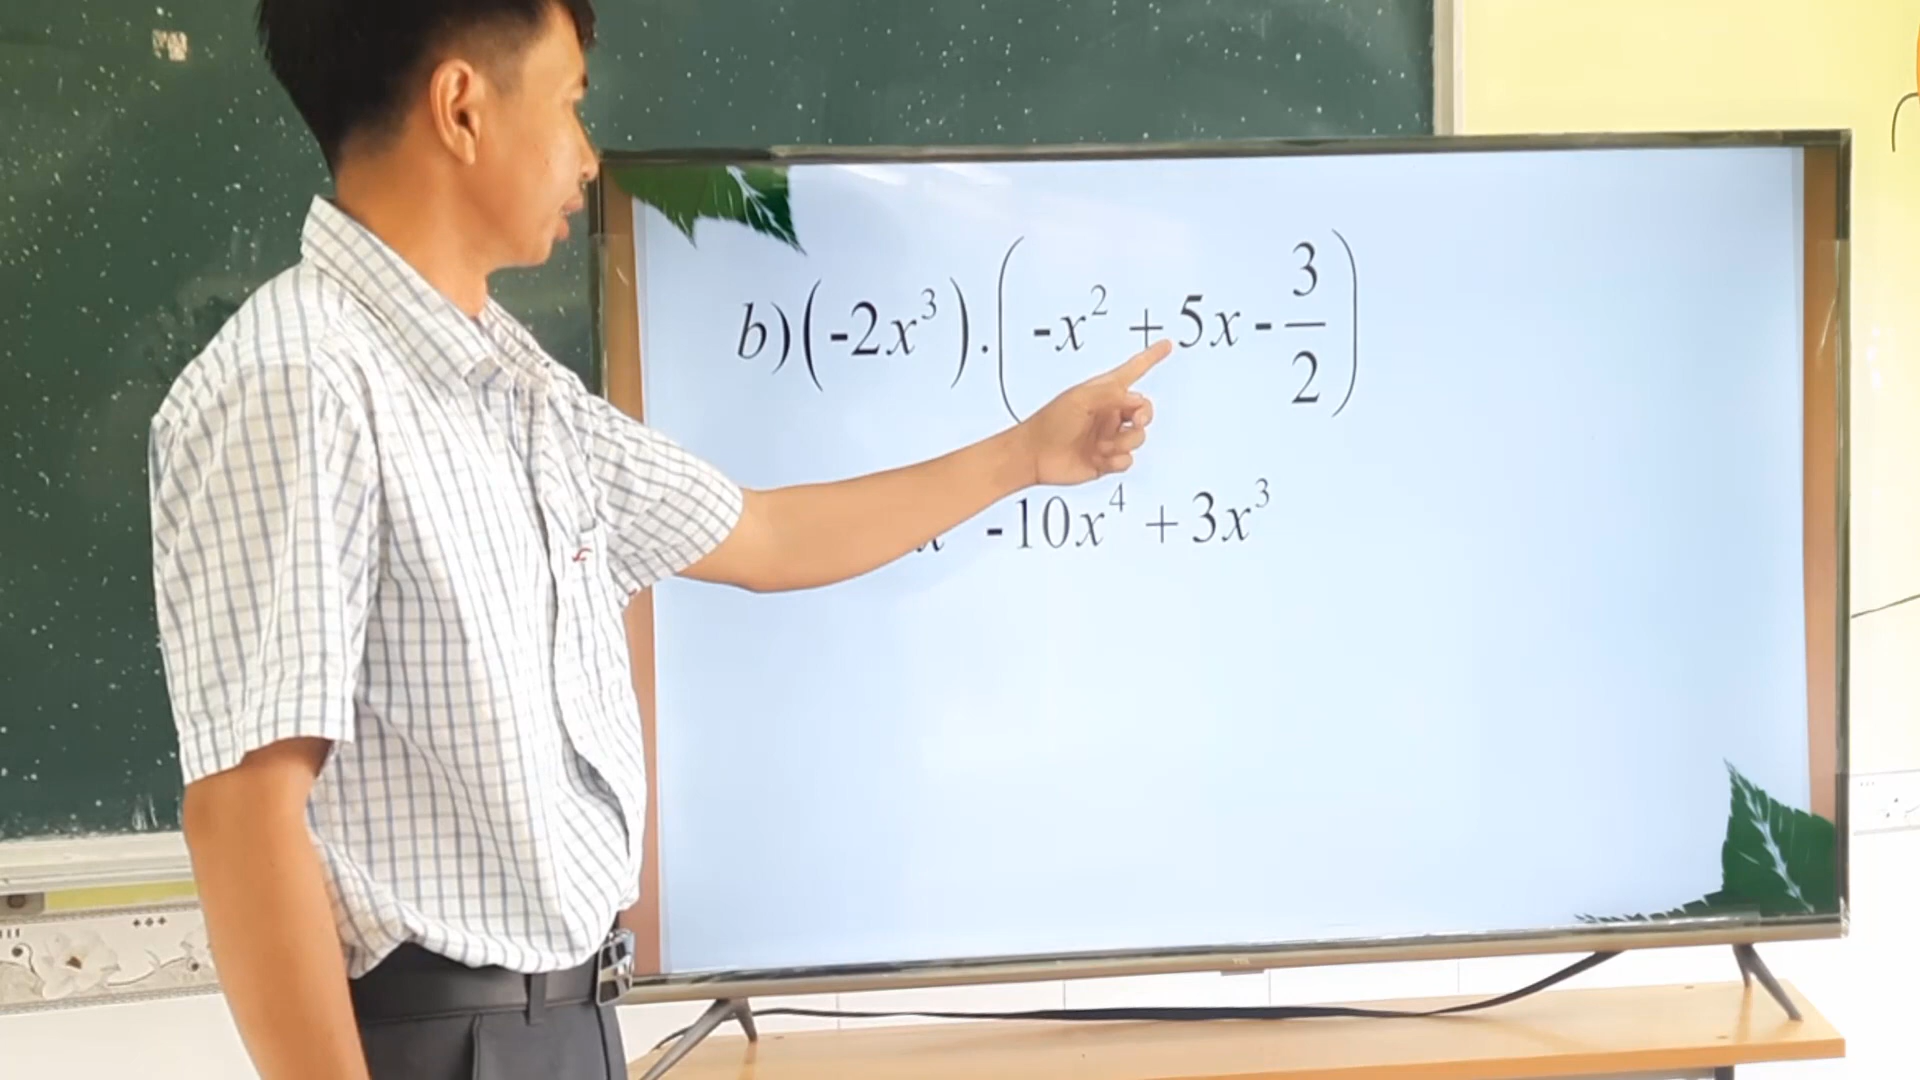 b)(-2x³).(-x² + 5x - 3/2)
x -10x⁴ + 3x³